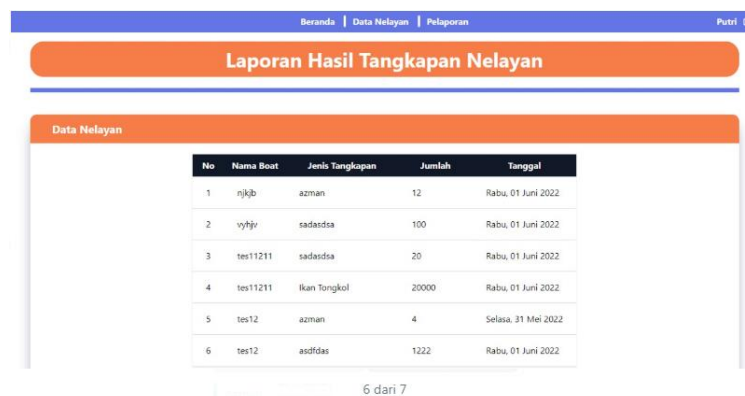 Beranda | Data Nelayan | Pelaporan Putri
Laporan Hasil Tangkapan Nelayan
Data Nelayan
No Nama Boat Jenis Tangkapan Jumlah Tanggal
1 njkjb azman 12 Rabu, 01 Juni 2022
2 vyhjv sadasdsa 100 Rabu, 01 Juni 2022
3 tes11211 sadasdsa 20 Rabu, 01 Juni 2022
4 tes11211 Ikan Tongkol 20000 Rabu, 01 Juni 2022
5 tes12 azman 4 Selasa, 31 Mei 2022
6 tes12 asdfdas 1222 Rabu, 01 Juni 2022
6 dari 7